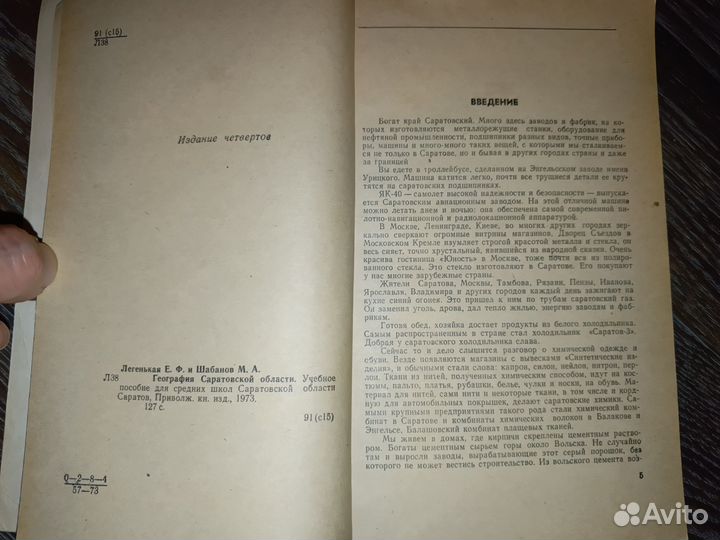 91 (с15)
Л38
Издание четвертое
Легенькая Е. Ф. и Шабанов М. А.
Л38 География Саратовской области. Учебное
пособие для средних школ Саратовской области
Саратов, Приволж. кн. изд., 1973.
127 с.
91 (с15)
0—2—8—4
57—73
ВВЕДЕНИЕ
Богат край Саратовский. Много здесь заводов и фабрик, на ко-
торых изготовляются металлорежущие станки, оборудование для
нефтяной промышленности, подшипники разных видов, точные прибо-
ры, машины и много-много таких вещей, с которыми мы сталкиваем-
ся не только в Саратове, но и бывая в других городах страны и даже
за границей
Вы едете в троллейбусе, сделанном на Энгельсском заводе имени
Урицкого. Машина катится легко, почти все трущиеся детали ее кру-
тятся на саратовских подшипниках.
ЯК-40 — самолет высокой надежности и безопасности — выпуска-
ется Саратовским авиационным заводом. На этой отличной машине
можно летать днем и ночью: она обеспечена самой современной пи-
лотно-навигационной и радиолокационной аппаратурой.
В Москве, Ленинграде, Киеве, во многих других городах зер-
кально сверкают огромные витрины магазинов, Дворец Съездов в
Московском Кремле изумляет строгой красотой металла и стекла, он
весь сияет, точно хрустальный, явившийся из народной сказки. Очень
красива гостиница «Юность» в Москве, тоже почти вся из полиро-
ванного стекла. Это стекло изготовляют в Саратове. Его покупают
у нас многие зарубежные страны.
Жители Саратова, Москвы, Тамбова, Рязани, Пензы, Иванова,
Ярославля, Владимира и других городов каждый день зажигают на
кухне синий огонек. Это пришел к ним по трубам саратовский газ.
Он заменил уголь, дрова, дал тепло жилью, энергию заводам и фаб-
рикам.
Готовя обед, хозяйка достает продукты из белого холодильника.
Самым распространенным в стране стал холодильник «Саратов-3».
Добрая у саратовского холодильника слава.
Сейчас то и дело слышится разговор о химической одежде и
обуви. Везде появляются магазины с вывесками «Синтетические из-
делия», и обычными стали слова: капрон, силон, нейлон, нитрон, ней-
лон. Ткани из нитей, полученных химическим способом, идут на кос-
тюмы, пальто, платья, рубашки, белье, чулки и носки, на обувь. Ма-
териал для нитей, сами нити и некоторые ткани, в том числе и корд-
ную для автомобильных покрышек, делают саратовские химики. Са-
мыми крупными предприятиями такого рода стали химический ком-
бинат в Саратове и комбинаты химических волокон в Балакове и
Энгельсе, Балашовский комбинат плащевых тканей.
Мы живем в домах, где кирпичи скреплены цементным раство-
ром. Богаты цементным сырьем горы около Вольска. Не случайно
там и выросли заводы, вырабатывающие этот серый порошок, без
которого не может вестись строительство. Из вольского цемента воз-
5
Avito